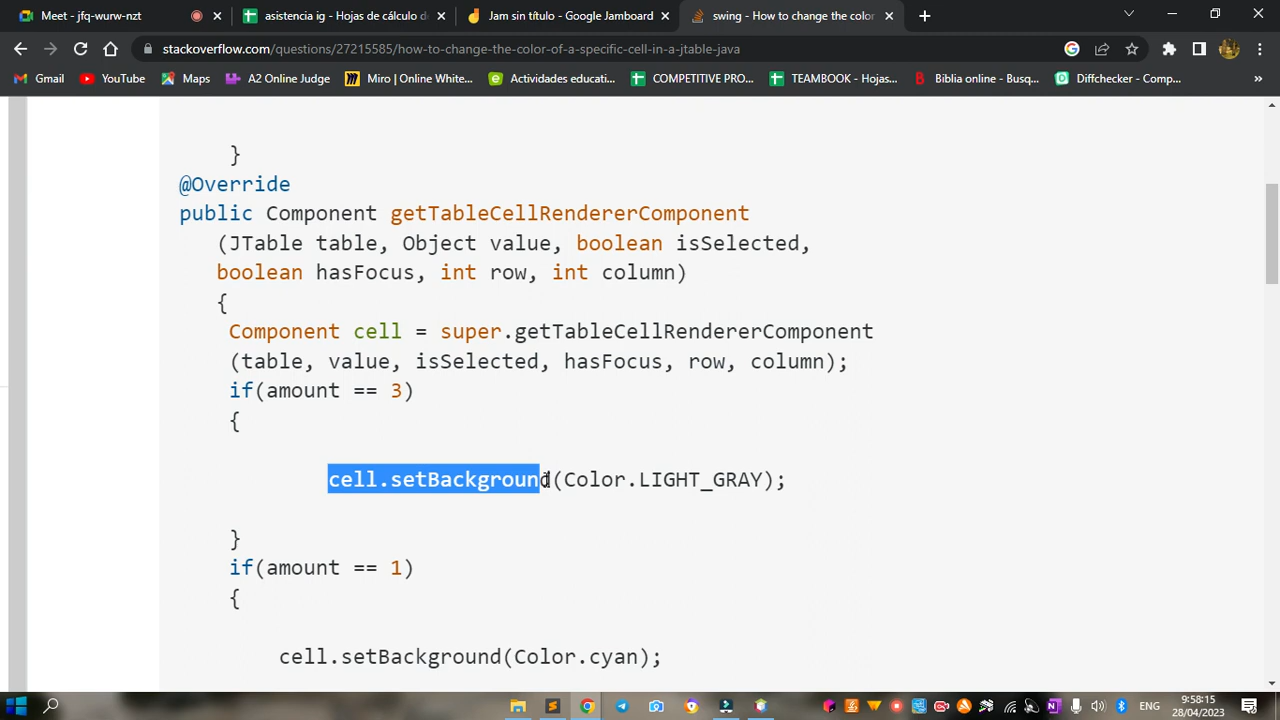 Meet - jfq-wurw-nzt
asistencia ig - Hojas de cálculo d
Jam sin título - Google Jamboard
swing - How to change the color
stackoverflow.com/questions/27215585/how-to-change-the-color-of-a-specific-cell-in-a-jtable-java
Gmail
YouTube
Maps
A2 Online Judge
Miro | Online White...
Actividades educati...
COMPETITIVE PRO...
TEAMBOOK - Hojas...
Biblia online - Busq...
Diffchecker - Comp...
»
}
@Override
public Component getTableCellRendererComponent
(JTable table, Object value, boolean isSelected,
boolean hasFocus, int row, int column)
{
Component cell = super.getTableCellRendererComponent
(table, value, isSelected, hasFocus, row, column);
if(amount == 3)
{
cell.setBackground(Color.LIGHT_GRAY);
}
if(amount == 1)
{
cell.setBackground(Color.cyan);
ENG
9:58:15
28/04/2023